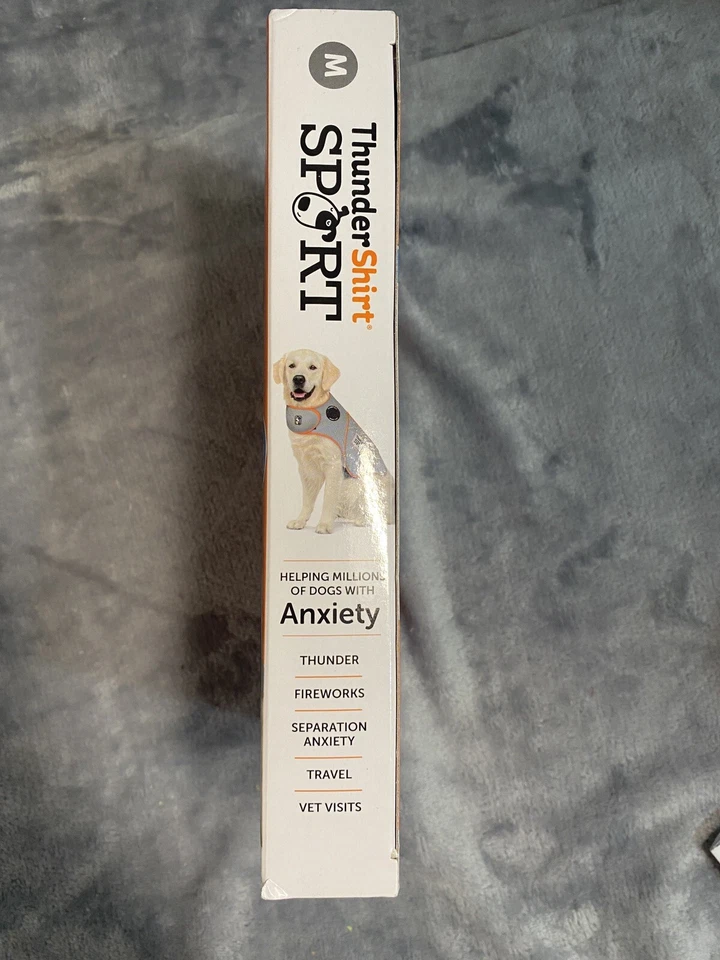 M
ThunderShirt®
SPORT
HELPING MILLIONS
OF DOGS WITH
Anxiety
THUNDER
FIREWORKS
SEPARATION
ANXIETY
TRAVEL
VET VISITS